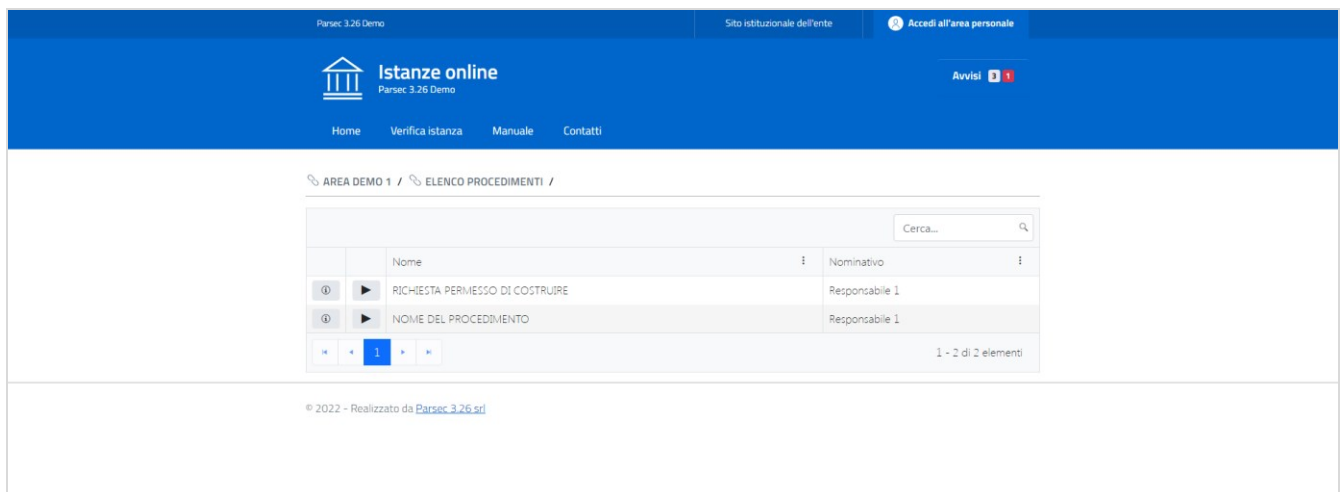 Parsec 3.26 Demo Sito istituzionale dell'ente Accedi all'area personale
Istanze online
Parsec 3.26 Demo
Avvisi 3 1
Home Verifica istanza Manuale Contatti
AREA DEMO 1 / ELENCO PROCEDIMENTI /
Cerca...
Nome Nominativo
RICHIESTA PERMESSO DI COSTRUIRE Responsabile 1
NOME DEL PROCEDIMENTO Responsabile 1
1 1 - 2 di 2 elementi
© 2022 - Realizzato da Parsec 3.26 srl